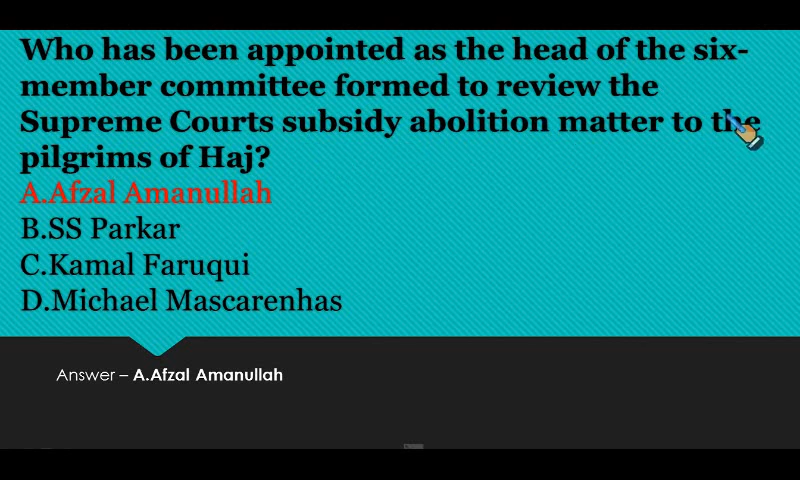 Who has been appointed as the head of the six-
member committee formed to review the
Supreme Courts subsidy abolition matter to the
pilgrims of Haj?
A.Afzal Amanullah
B.SS Parkar
C.Kamal Faruqui
D.Michael Mascarenhas
Answer – A.Afzal Amanullah